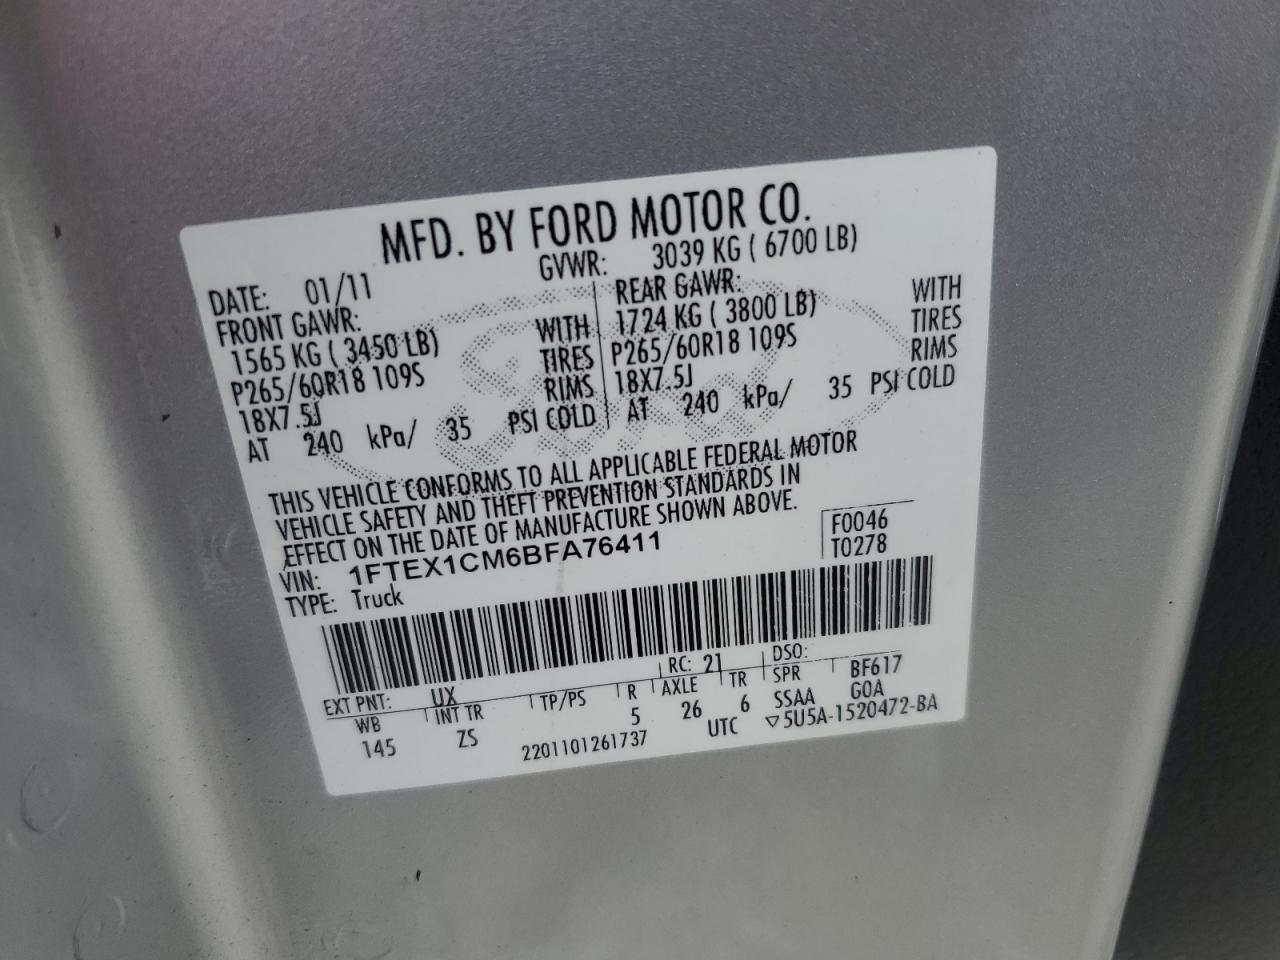 MFD. BY FORD MOTOR CO.
DATE: 01/11 GVWR: 3039 KG ( 6700 LB)
FRONT GAWR: REAR GAWR:
1565 KG ( 3450 LB) WITH 1724 KG ( 3800 LB) WITH
P265/60R18 109S TIRES P265/60R18 109S TIRES
18X7.5J RIMS 18X7.5J RIMS
AT 240 kPa/ 35 PSI COLD AT 240 kPa/ 35 PSI COLD
THIS VEHICLE CONFORMS TO ALL APPLICABLE FEDERAL MOTOR
VEHICLE SAFETY AND THEFT PREVENTION STANDARDS IN
EFFECT ON THE DATE OF MANUFACTURE SHOWN ABOVE.
VIN: 1FTEX1CM6BFA76411 F0046
TYPE: Truck T0278
EXT PNT: UX RC: 21 DSO:
WB INT TR TP/PS R AXLE TR SPR BF617
145 ZS 5 26 6 SSAA GOA
2201101261737 UTC ▽5U5A-1520472-BA